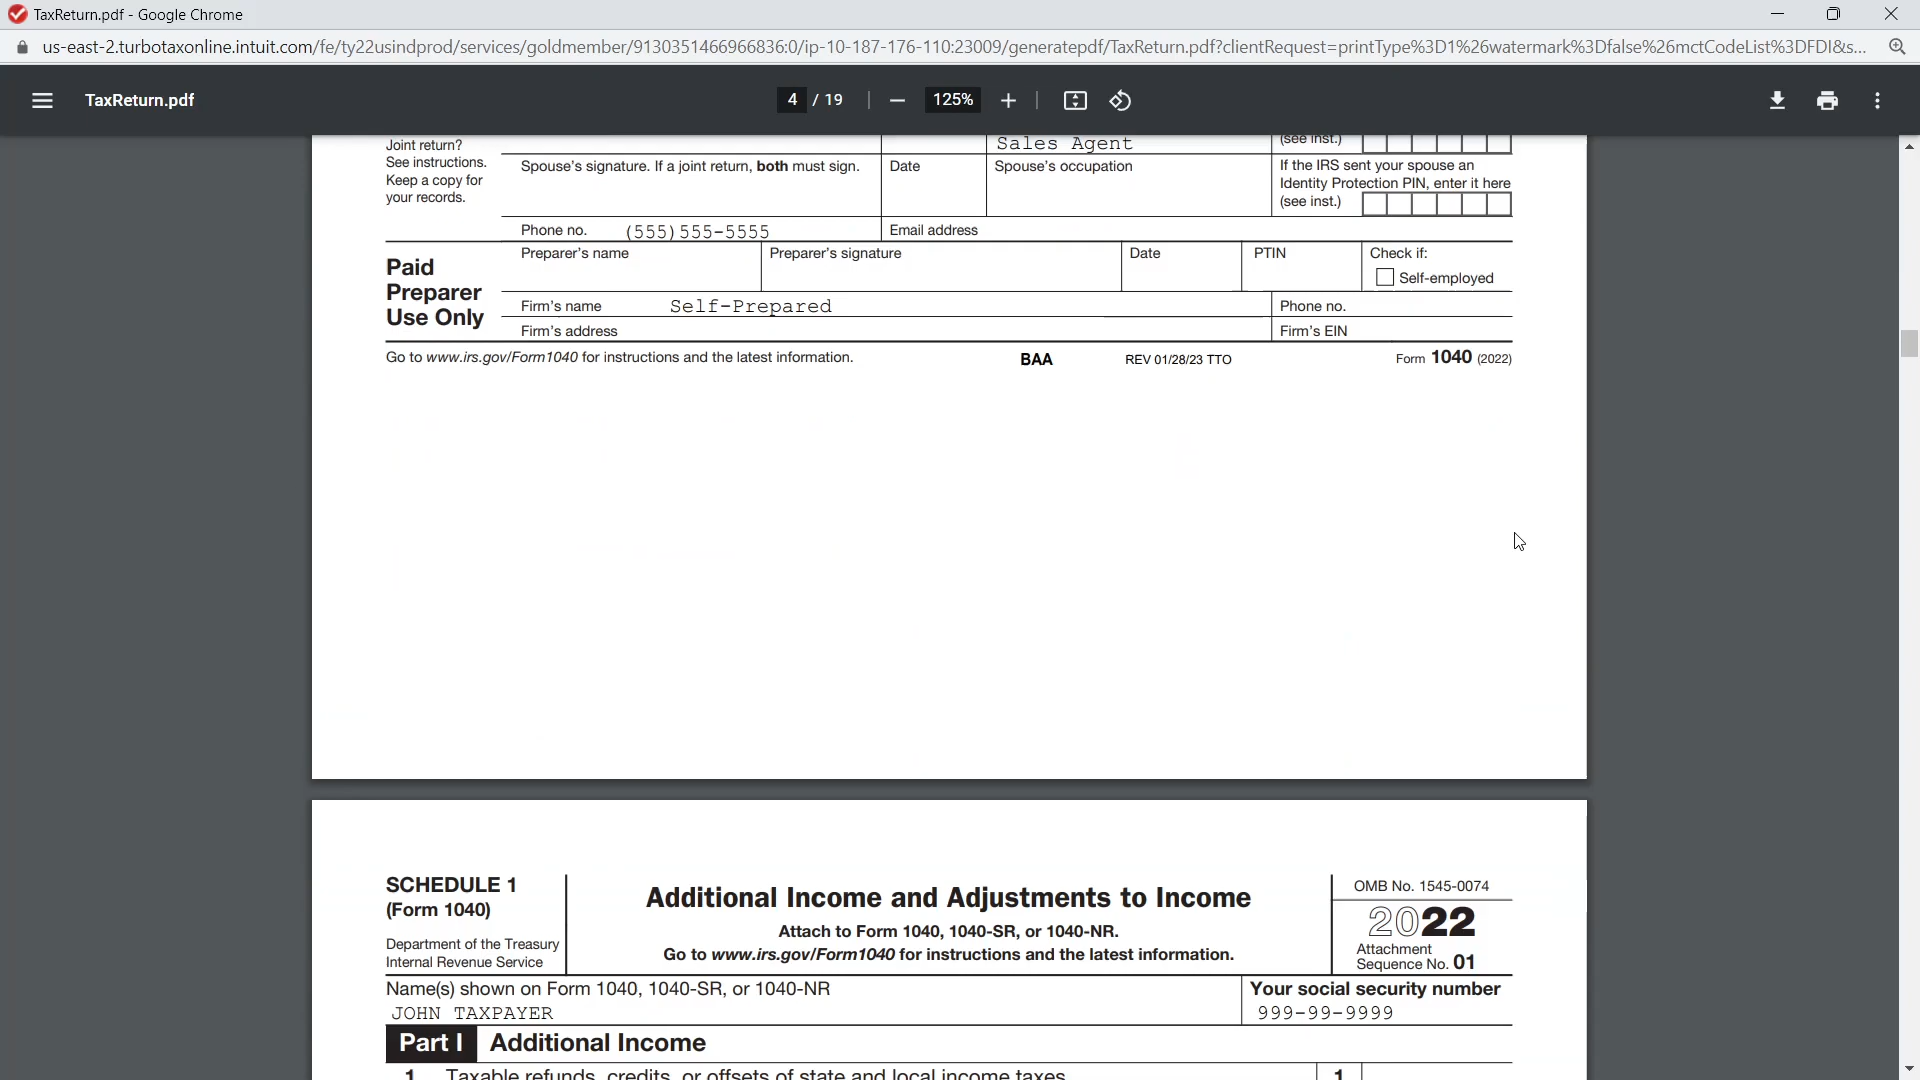 TaxReturn.pdf - Google Chrome
us-east-2.turbotaxonline.intuit.com/fe/ty22usindprod/services/goldmember/9130351466966836:0/ip-10-187-176-110:23009/generatepdf/TaxReturn.pdf?clientRequest=printType%3D1%26watermark%3Dfalse%26mctCodeList%3DFDI&s...
TaxReturn.pdf
4 / 19
125%
Joint return?
See instructions.
Keep a copy for
your records.
Sales Agent
(see inst.)
Spouse's signature. If a joint return, both must sign.
Date
Spouse's occupation
If the IRS sent your spouse an
Identity Protection PIN, enter it here
(see inst.)
Phone no. (555)555-5555
Email address
Paid
Preparer
Use Only
Preparer's name
Preparer's signature
Date
PTIN
Check if:
Self-employed
Firm's name Self-Prepared
Phone no.
Firm's address
Firm's EIN
Go to www.irs.gov/Form1040 for instructions and the latest information.
BAA
REV 01/28/23 TTO
Form 1040 (2022)
SCHEDULE 1
(Form 1040)
Department of the Treasury
Internal Revenue Service
Additional Income and Adjustments to Income
Attach to Form 1040, 1040-SR, or 1040-NR.
Go to www.irs.gov/Form1040 for instructions and the latest information.
OMB No. 1545-0074
2022
Attachment
Sequence No. 01
Name(s) shown on Form 1040, 1040-SR, or 1040-NR
JOHN TAXPAYER
Your social security number
999-99-9999
Part I Additional Income
1 Taxable refunds, credits, or offsets of state and local income taxes 1